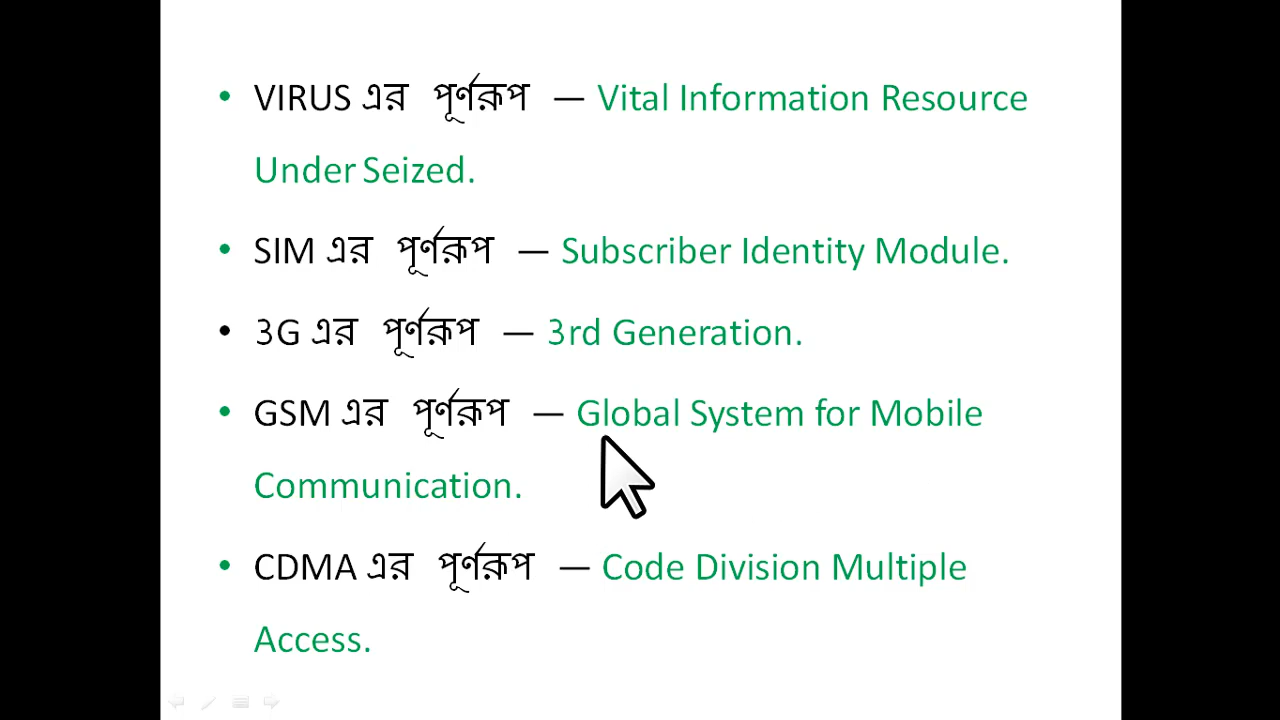 • VIRUS এর পূর্ণরূপ — Vital Information Resource
Under Seized.
• SIM এর পূর্ণরূপ — Subscriber Identity Module.
• 3G এর পূর্ণরূপ — 3rd Generation.
• GSM এর পূর্ণরূপ — Global System for Mobile
Communication.
• CDMA এর পূর্ণরূপ — Code Division Multiple
Access.